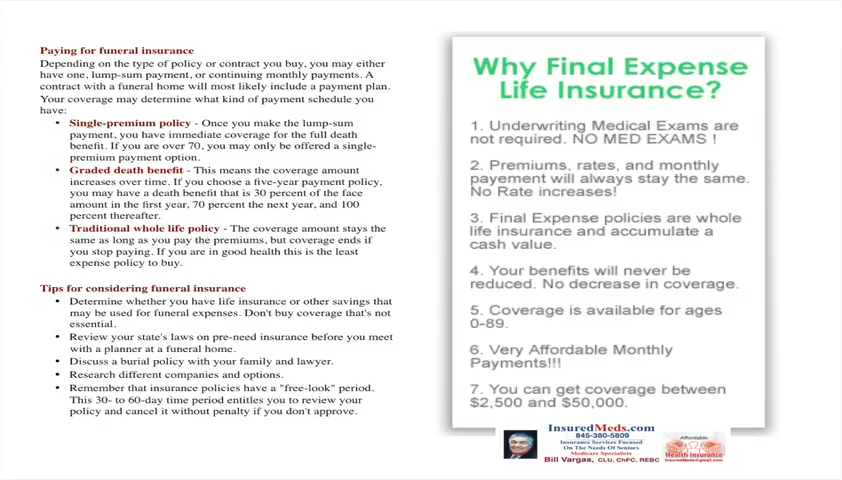 Paying for funeral insurance
Depending on the type of policy or contract you buy, you may either
have one, lump-sum payment, or continuing monthly payments. A
contract with a funeral home will most likely include a payment plan.
Your coverage may determine what kind of payment schedule you
have:
• Single-premium policy - Once you make the lump-sum
payment, you have immediate coverage for the full death
benefit. If you are over 70, you may only be offered a single-
premium payment option.
• Graded death benefit - This means the coverage amount
increases over time. If you choose a five-year payment policy,
you may have a death benefit that is 30 percent of the face
amount in the first year, 70 percent the next year, and 100
percent thereafter.
• Traditional whole life policy - The coverage amount stays the
same as long as you pay the premiums, but coverage ends if
you stop paying. If you are in good health this is the least
expense policy to buy.
Tips for considering funeral insurance
• Determine whether you have life insurance or other savings that
may be used for funeral expenses. Don't buy coverage that's not
essential.
• Review your state's laws on pre-need insurance before you meet
with a planner at a funeral home.
• Discuss a burial policy with your family and lawyer.
• Research different companies and options.
• Remember that insurance policies have a "free-look" period.
This 30- to 60-day time period entitles you to review your
policy and cancel it without penalty if you don't approve.
Why Final Expense
Life Insurance?
1. Underwriting Medical Exams are
not required. NO MED EXAMS !
2. Premiums, rates, and monthly
payement will always stay the same.
No Rate increases!
3. Final Expense policies are whole
life insurance and accumulate a
cash value.
4. Your benefits will never be
reduced. No decrease in coverage.
5. Coverage is available for ages
0-89.
6. Very Affordable Monthly
Payments!!!
7. You can get coverage between
$2,500 and $50,000.
InsuredMeds.com
845-380-5809
Insurance Services Focused
On The Needs Of Seniors
Medicare Specialists
Bill Vargas, CLU, ChFC, REBC
Affordable
Health Insurance
InsuredMeds@gmail.com